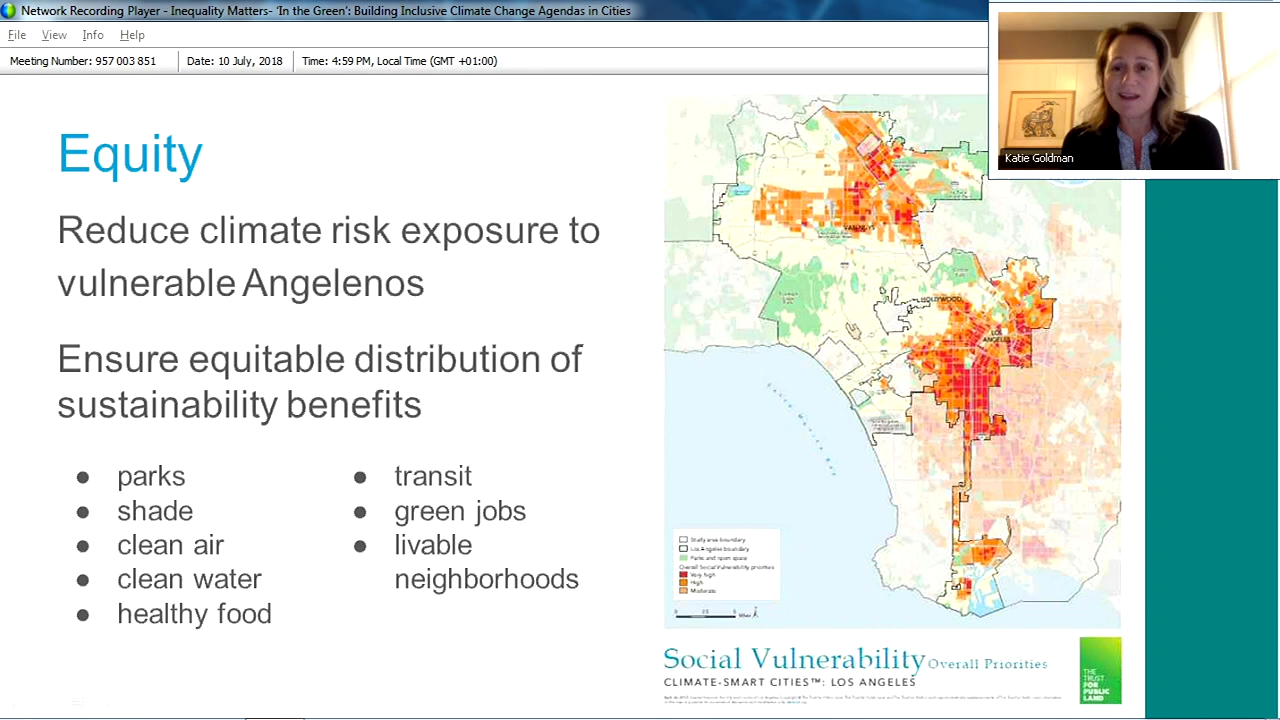 Network Recording Player - Inequality Matters- 'In the Green': Building Inclusive Climate Change Agendas in Cities
File View Info Help
Meeting Number: 957 003 851 Date: 10 July, 2018 Time: 4:59 PM, Local Time (GMT +01:00)
Katie Goldman
Equity
Reduce climate risk exposure to
vulnerable Angelenos
Ensure equitable distribution of
sustainability benefits
● parks
● shade
● clean air
● clean water
● healthy food
● transit
● green jobs
● livable
neighborhoods
VAN NUYS
HOLLYWOOD
LOS
ANGELES
Study area boundary
Los Angeles boundary
Parks and open space
Overall Social Vulnerability priorities
Very high
High
Moderate
Social Vulnerability Overall Priorities
CLIMATE-SMART CITIES™: LOS ANGELES
THE
TRUST
FOR
PUBLIC
LAND